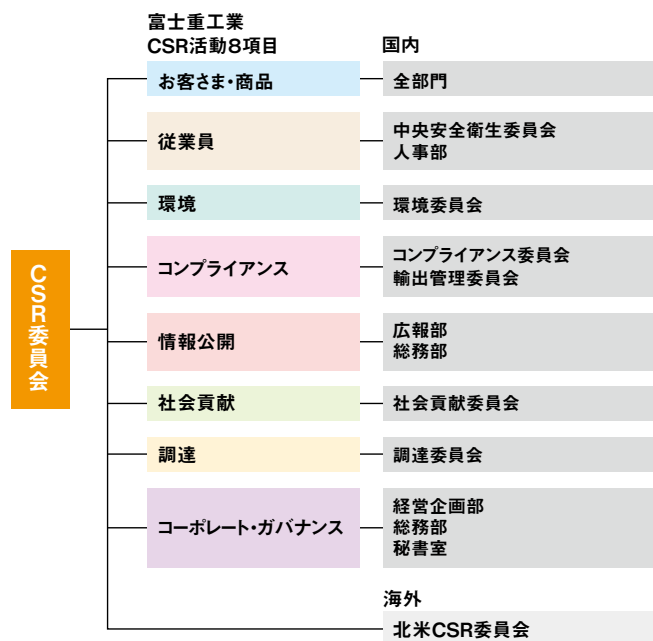 富士重工業
CSR活動8項目
国内
CSR委員会
お客さま・商品
全部門
従業員
中央安全衛生委員会
人事部
環境
環境委員会
コンプライアンス
コンプライアンス委員会
輸出管理委員会
情報公開
広報部
総務部
社会貢献
社会貢献委員会
調達
調達委員会
コーポレート・ガバナンス
経営企画部
総務部
秘書室
海外
北米CSR委員会